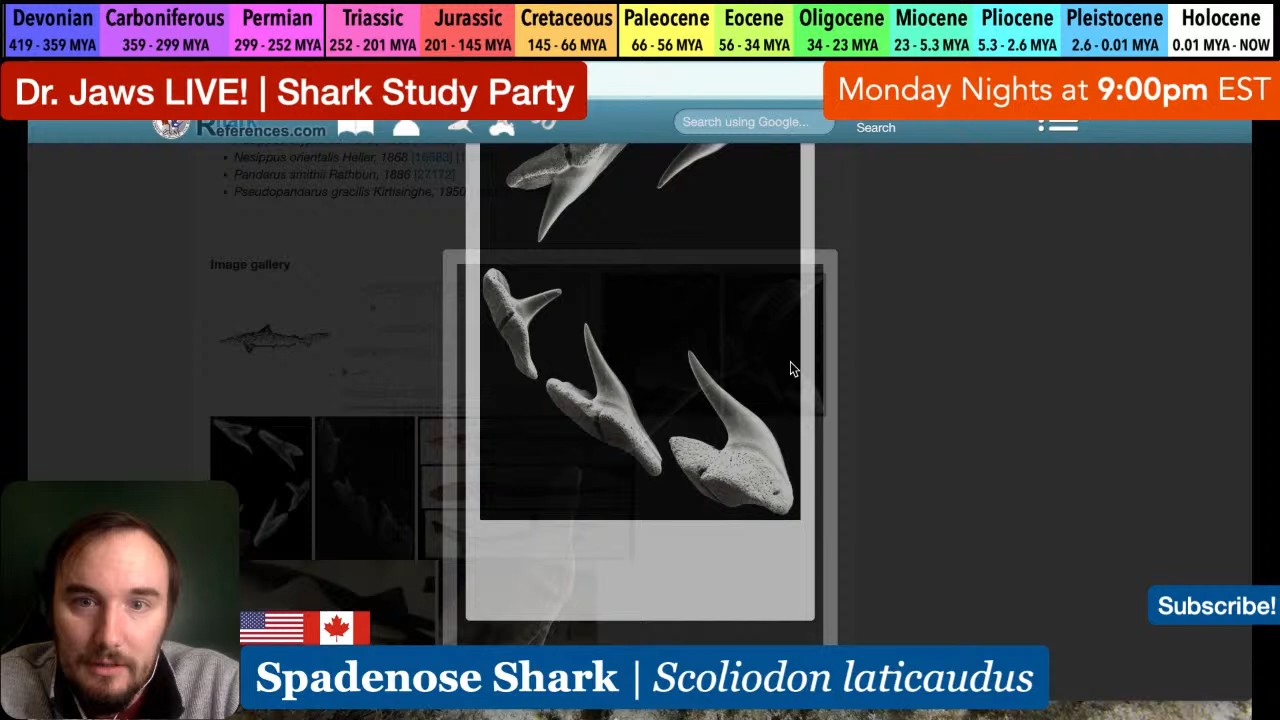 Devonian Carboniferous Permian Triassic Jurassic Cretaceous Paleocene Eocene Oligocene Miocene Pliocene Pleistocene Holocene
419 - 359 MYA 359 - 299 MYA 299 - 252 MYA 252 - 201 MYA 201 - 145 MYA 145 - 66 MYA 66 - 56 MYA 56 - 34 MYA 34 - 23 MYA 23 - 5.3 MYA 5.3 - 2.6 MYA 2.6 - 0.01 MYA 0.01 MYA - NOW
Dr. Jaws LIVE! | Shark Study Party
Monday Nights at 9:00pm EST
References.com
Search using Google...
Search
Nesippus orientalis Heller, 1868
Pandarus smithii Rathbun, 1886
Pseudopandarus gracilis Kirtisinghe, 1950
Image gallery
Subscribe!
Spadenose Shark | Scoliodon laticaudus